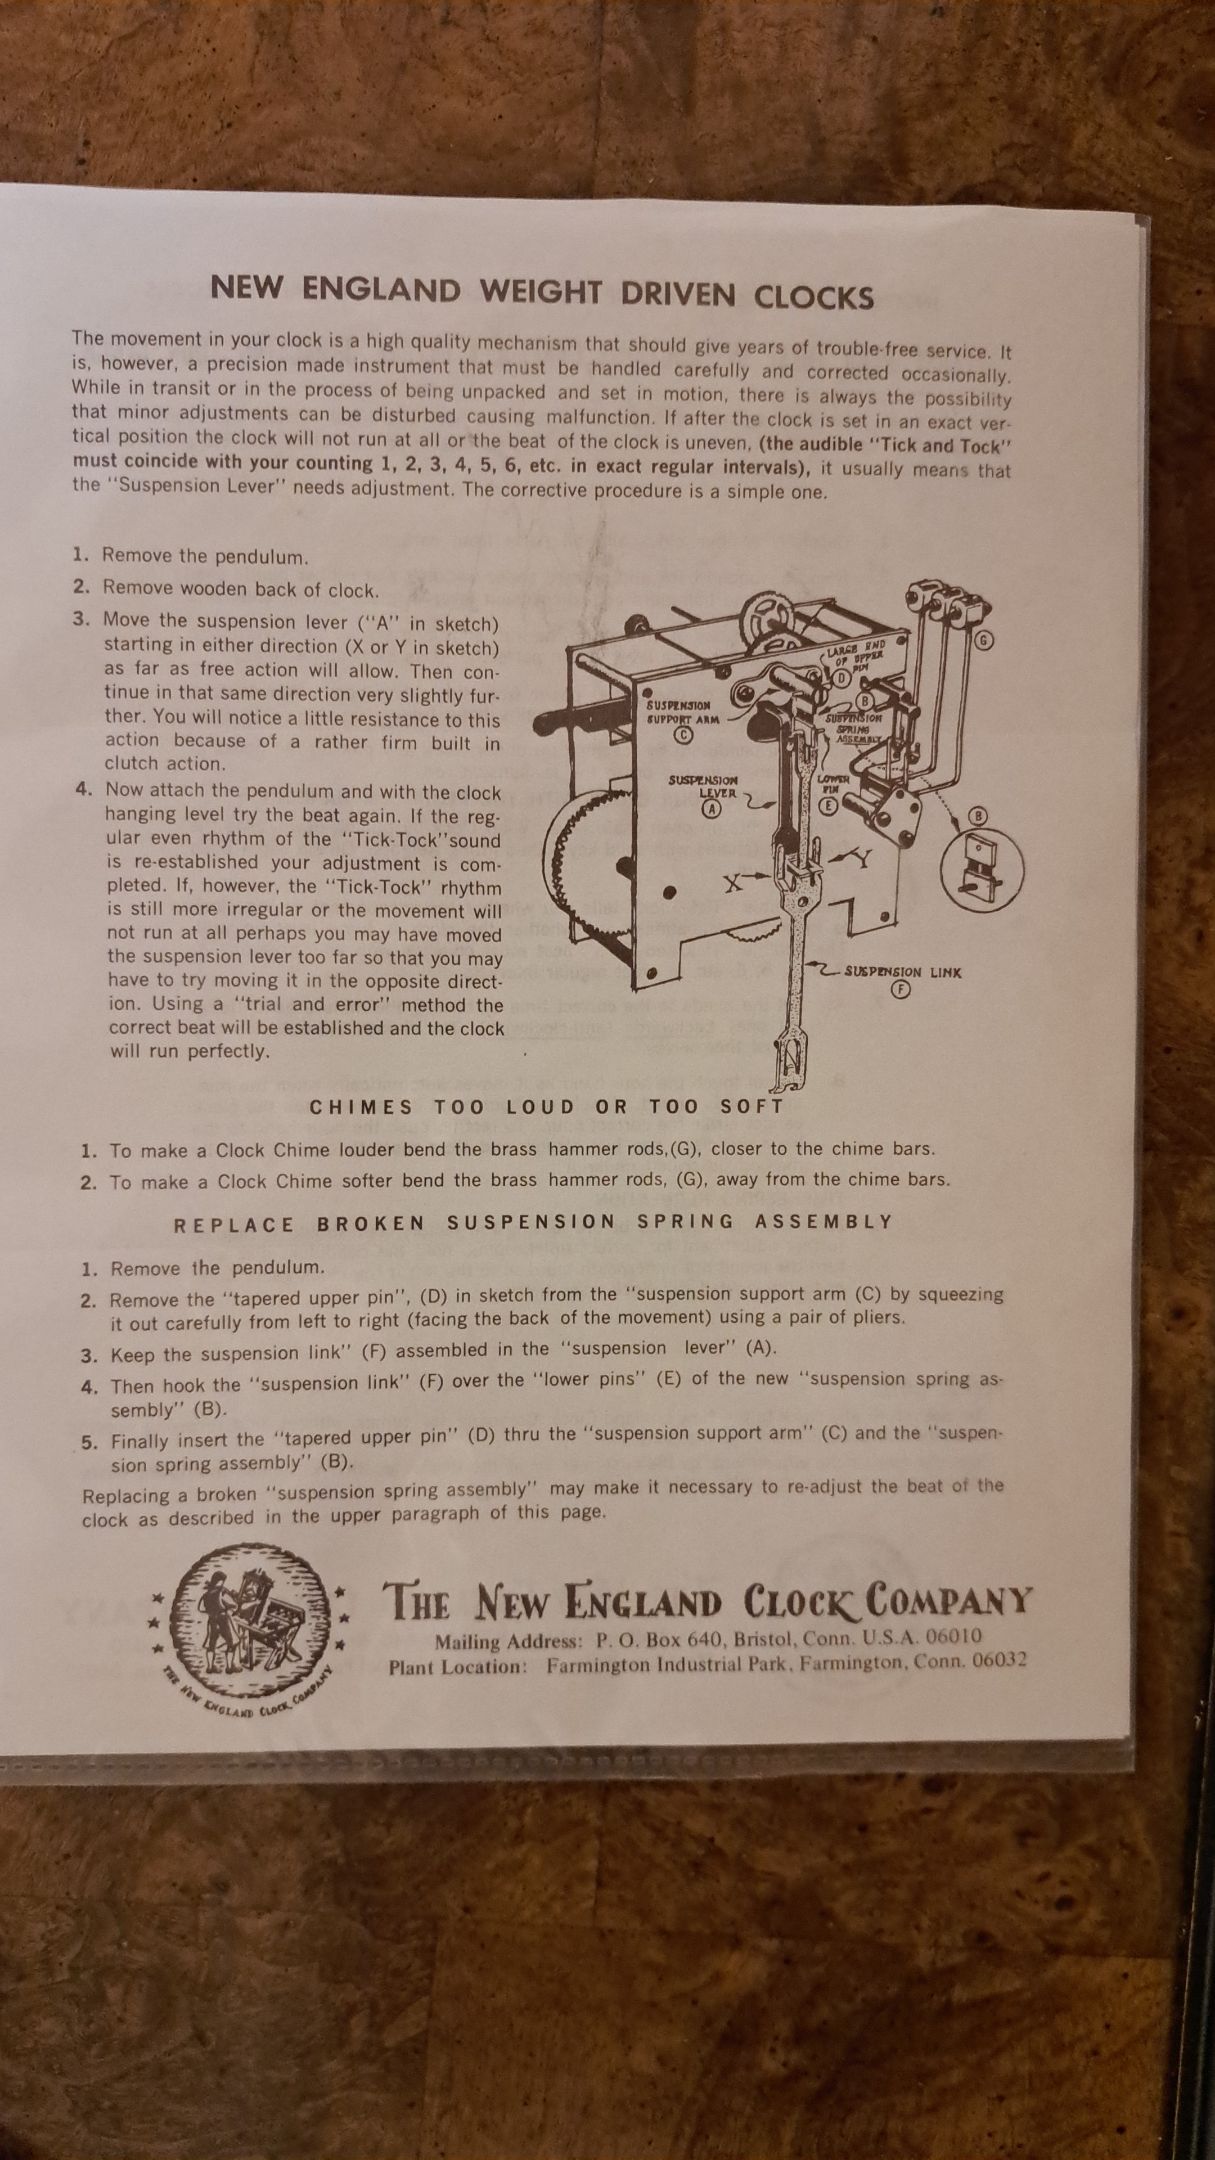 NEW ENGLAND WEIGHT DRIVEN CLOCKS
The movement in your clock is a high quality mechanism that should give years of trouble-free service. It
is, however, a precision made instrument that must be handled carefully and corrected occasionally.
While in transit or in the process of being unpacked and set in motion, there is always the possibility
that minor adjustments can be disturbed causing malfunction. If after the clock is set in an exact ver-
tical position the clock will not run at all or the beat of the clock is uneven, (the audible "Tick and Tock"
must coincide with your counting 1, 2, 3, 4, 5, 6, etc. in exact regular intervals), it usually means that
the "Suspension Lever" needs adjustment. The corrective procedure is a simple one.
1. Remove the pendulum.
2. Remove wooden back of clock.
3. Move the suspension lever ("A" in sketch)
starting in either direction (X or Y in sketch)
as far as free action will allow. Then con-
tinue in that same direction very slightly fur-
ther. You will notice a little resistance to this
action because of a rather firm built in
clutch action.
4. Now attach the pendulum and with the clock
hanging level try the beat again. If the reg-
ular even rhythm of the "Tick-Tock"sound
is re-established your adjustment is com-
pleted. If, however, the "Tick-Tock" rhythm
is still more irregular or the movement will
not run at all perhaps you may have moved
the suspension lever too far so that you may
have to try moving it in the opposite direct-
ion. Using a "trial and error" method the
correct beat will be established and the clock
will run perfectly.
G
LARGE END
OF UPPER
PIN
D
B
SUSPENSION
SUPPORT ARM
C
SUSPENSION
SPRING
ASSEMBLY
SUSPENSION
LEVER
A
LOWER
PIN
E
B
X
Y
SUSPENSION LINK
F
CHIMES TOO LOUD OR TOO SOFT
1. To make a Clock Chime louder bend the brass hammer rods,(G), closer to the chime bars.
2. To make a Clock Chime softer bend the brass hammer rods, (G), away from the chime bars.
REPLACE BROKEN SUSPENSION SPRING ASSEMBLY
1. Remove the pendulum.
2. Remove the "tapered upper pin", (D) in sketch from the "suspension support arm (C) by squeezing
it out carefully from left to right (facing the back of the movement) using a pair of pliers.
3. Keep the suspension link" (F) assembled in the "suspension lever" (A).
4. Then hook the "suspension link" (F) over the "lower pins" (E) of the new "suspension spring as-
sembly" (B).
5. Finally insert the "tapered upper pin" (D) thru the "suspension support arm" (C) and the "suspen-
sion spring assembly" (B).
Replacing a broken "suspension spring assembly" may make it necessary to re-adjust the beat of the
clock as described in the upper paragraph of this page.
THE NEW ENGLAND CLOCK COMPANY
THE NEW ENGLAND CLOCK COMPANY
Mailing Address: P. O. Box 640, Bristol, Conn. U.S.A. 06010
Plant Location: Farmington Industrial Park, Farmington, Conn. 06032